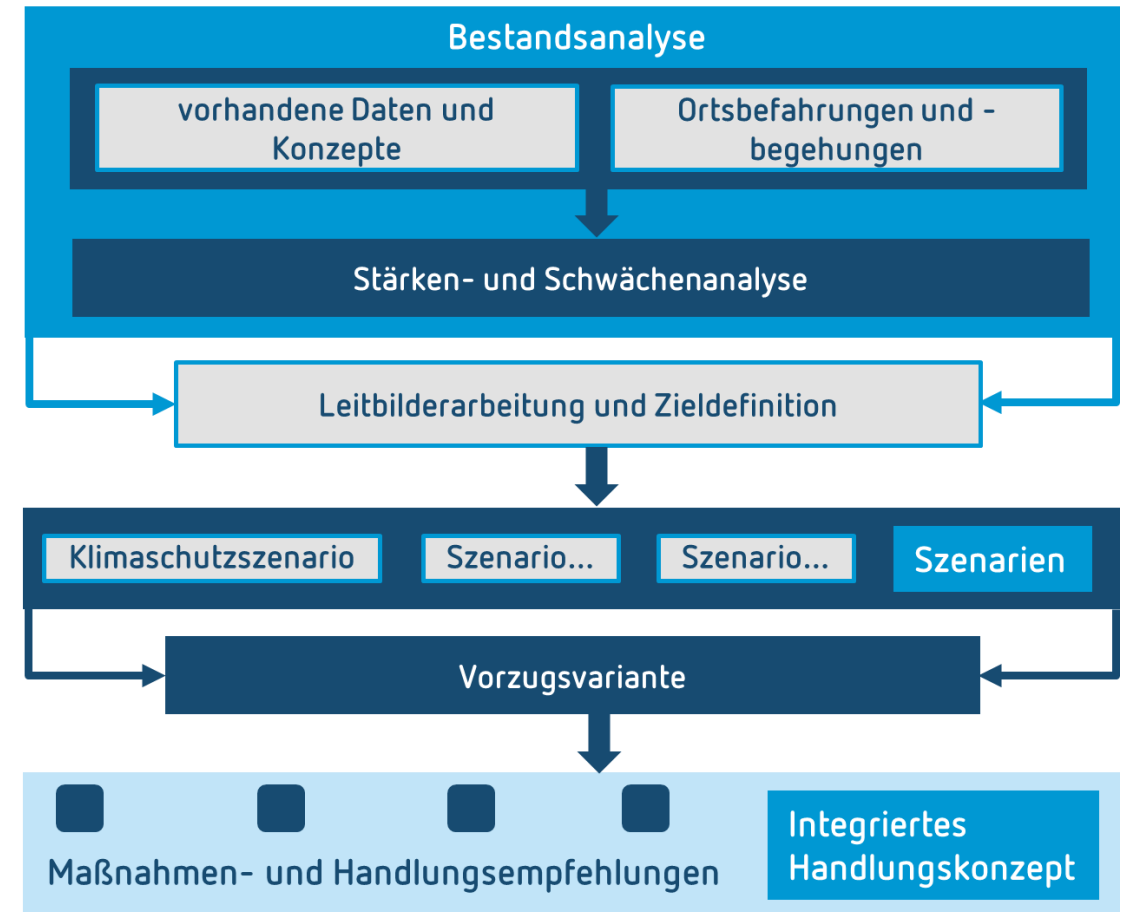 Bestandsanalyse
vorhandene Daten und
Konzepte
Ortsbefahrungen und -
begehungen
Stärken- und Schwächenanalyse
Leitbilderarbeitung und Zieldefinition
Klimaschutzszenario
Szenario...
Szenario...
Szenarien
Vorzugsvariante
Maßnahmen- und Handlungsempfehlungen
Integriertes
Handlungskonzept